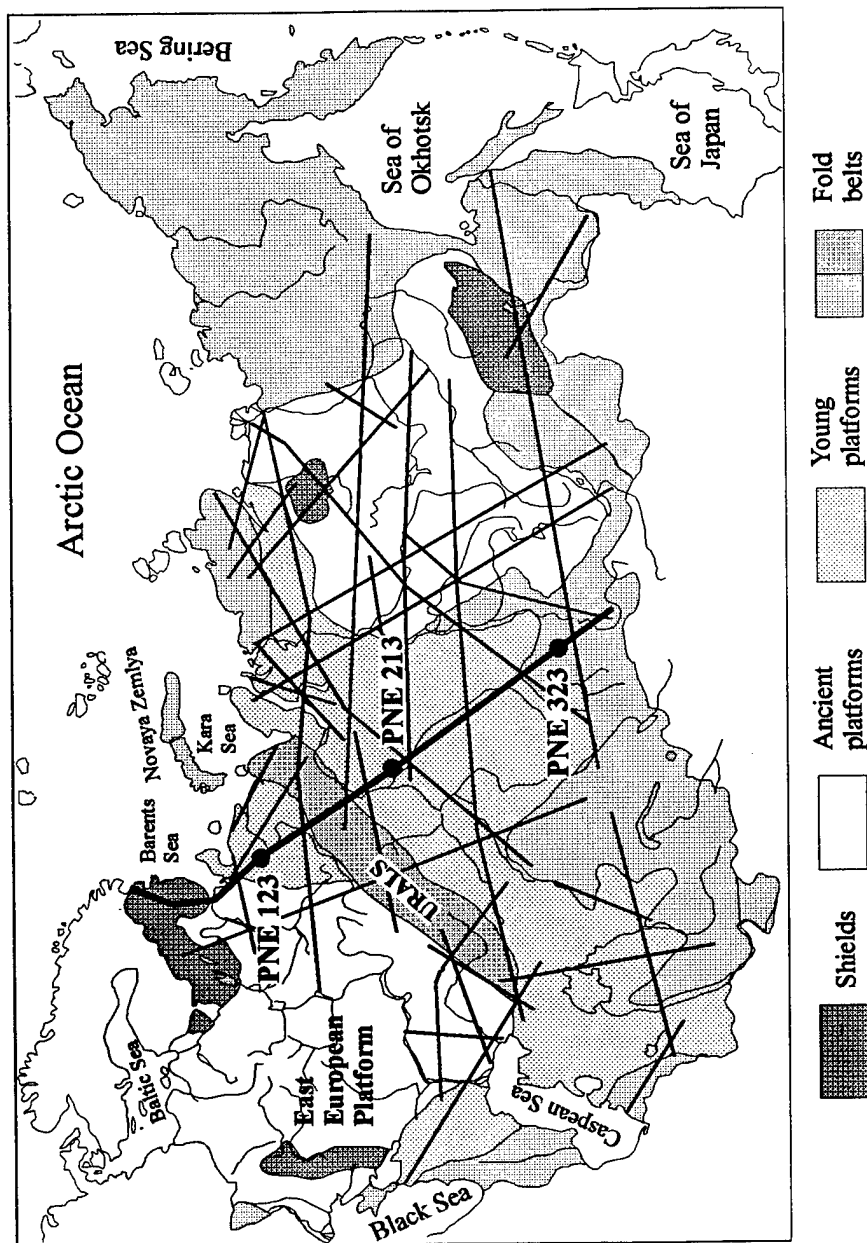 Arctic Ocean
Bering Sea
Novaya Zemlya
Kara
Sea
Barents
Sea
Sea of
Okhotsk
Sea of
Japan
Baltic Sea
PNE 123
PNE 213
PNE 323
URALS
East
European
Platform
Black Sea
Caspean Sea
Shields
Ancient
platforms
Young
platforms
Fold
belts